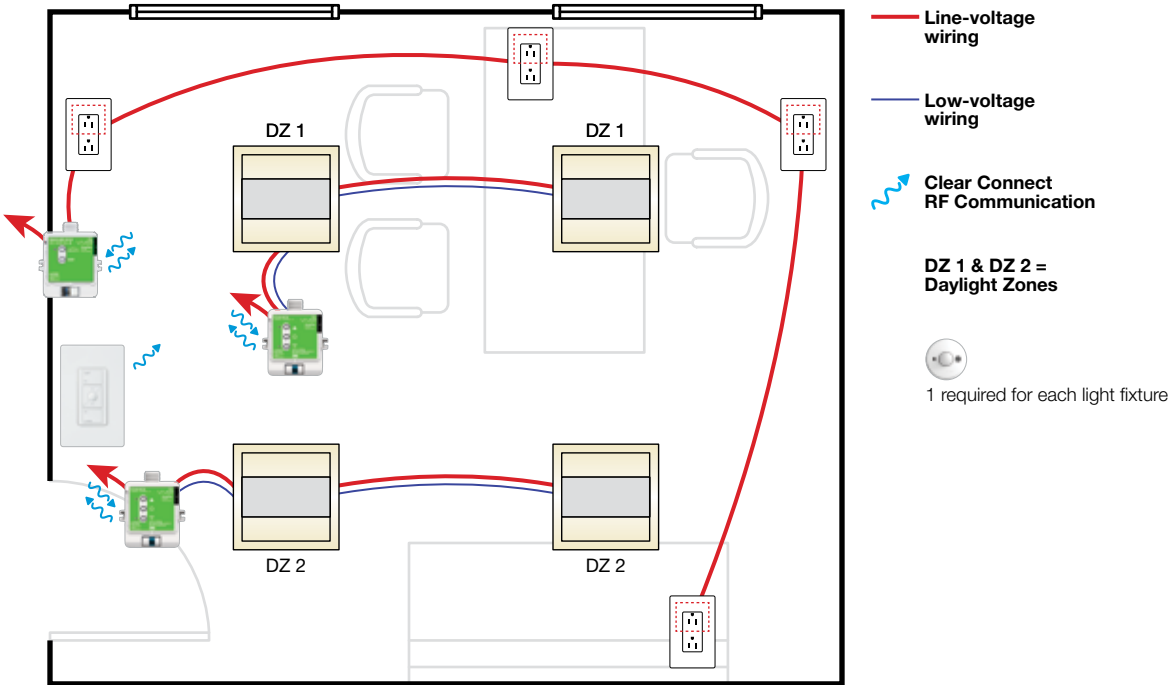 Line-voltage
wiring
Low-voltage
wiring
Clear Connect
RF Communication
DZ 1 & DZ 2 =
Daylight Zones
1 required for each light fixture
DZ 1
DZ 1
DZ 2
DZ 2